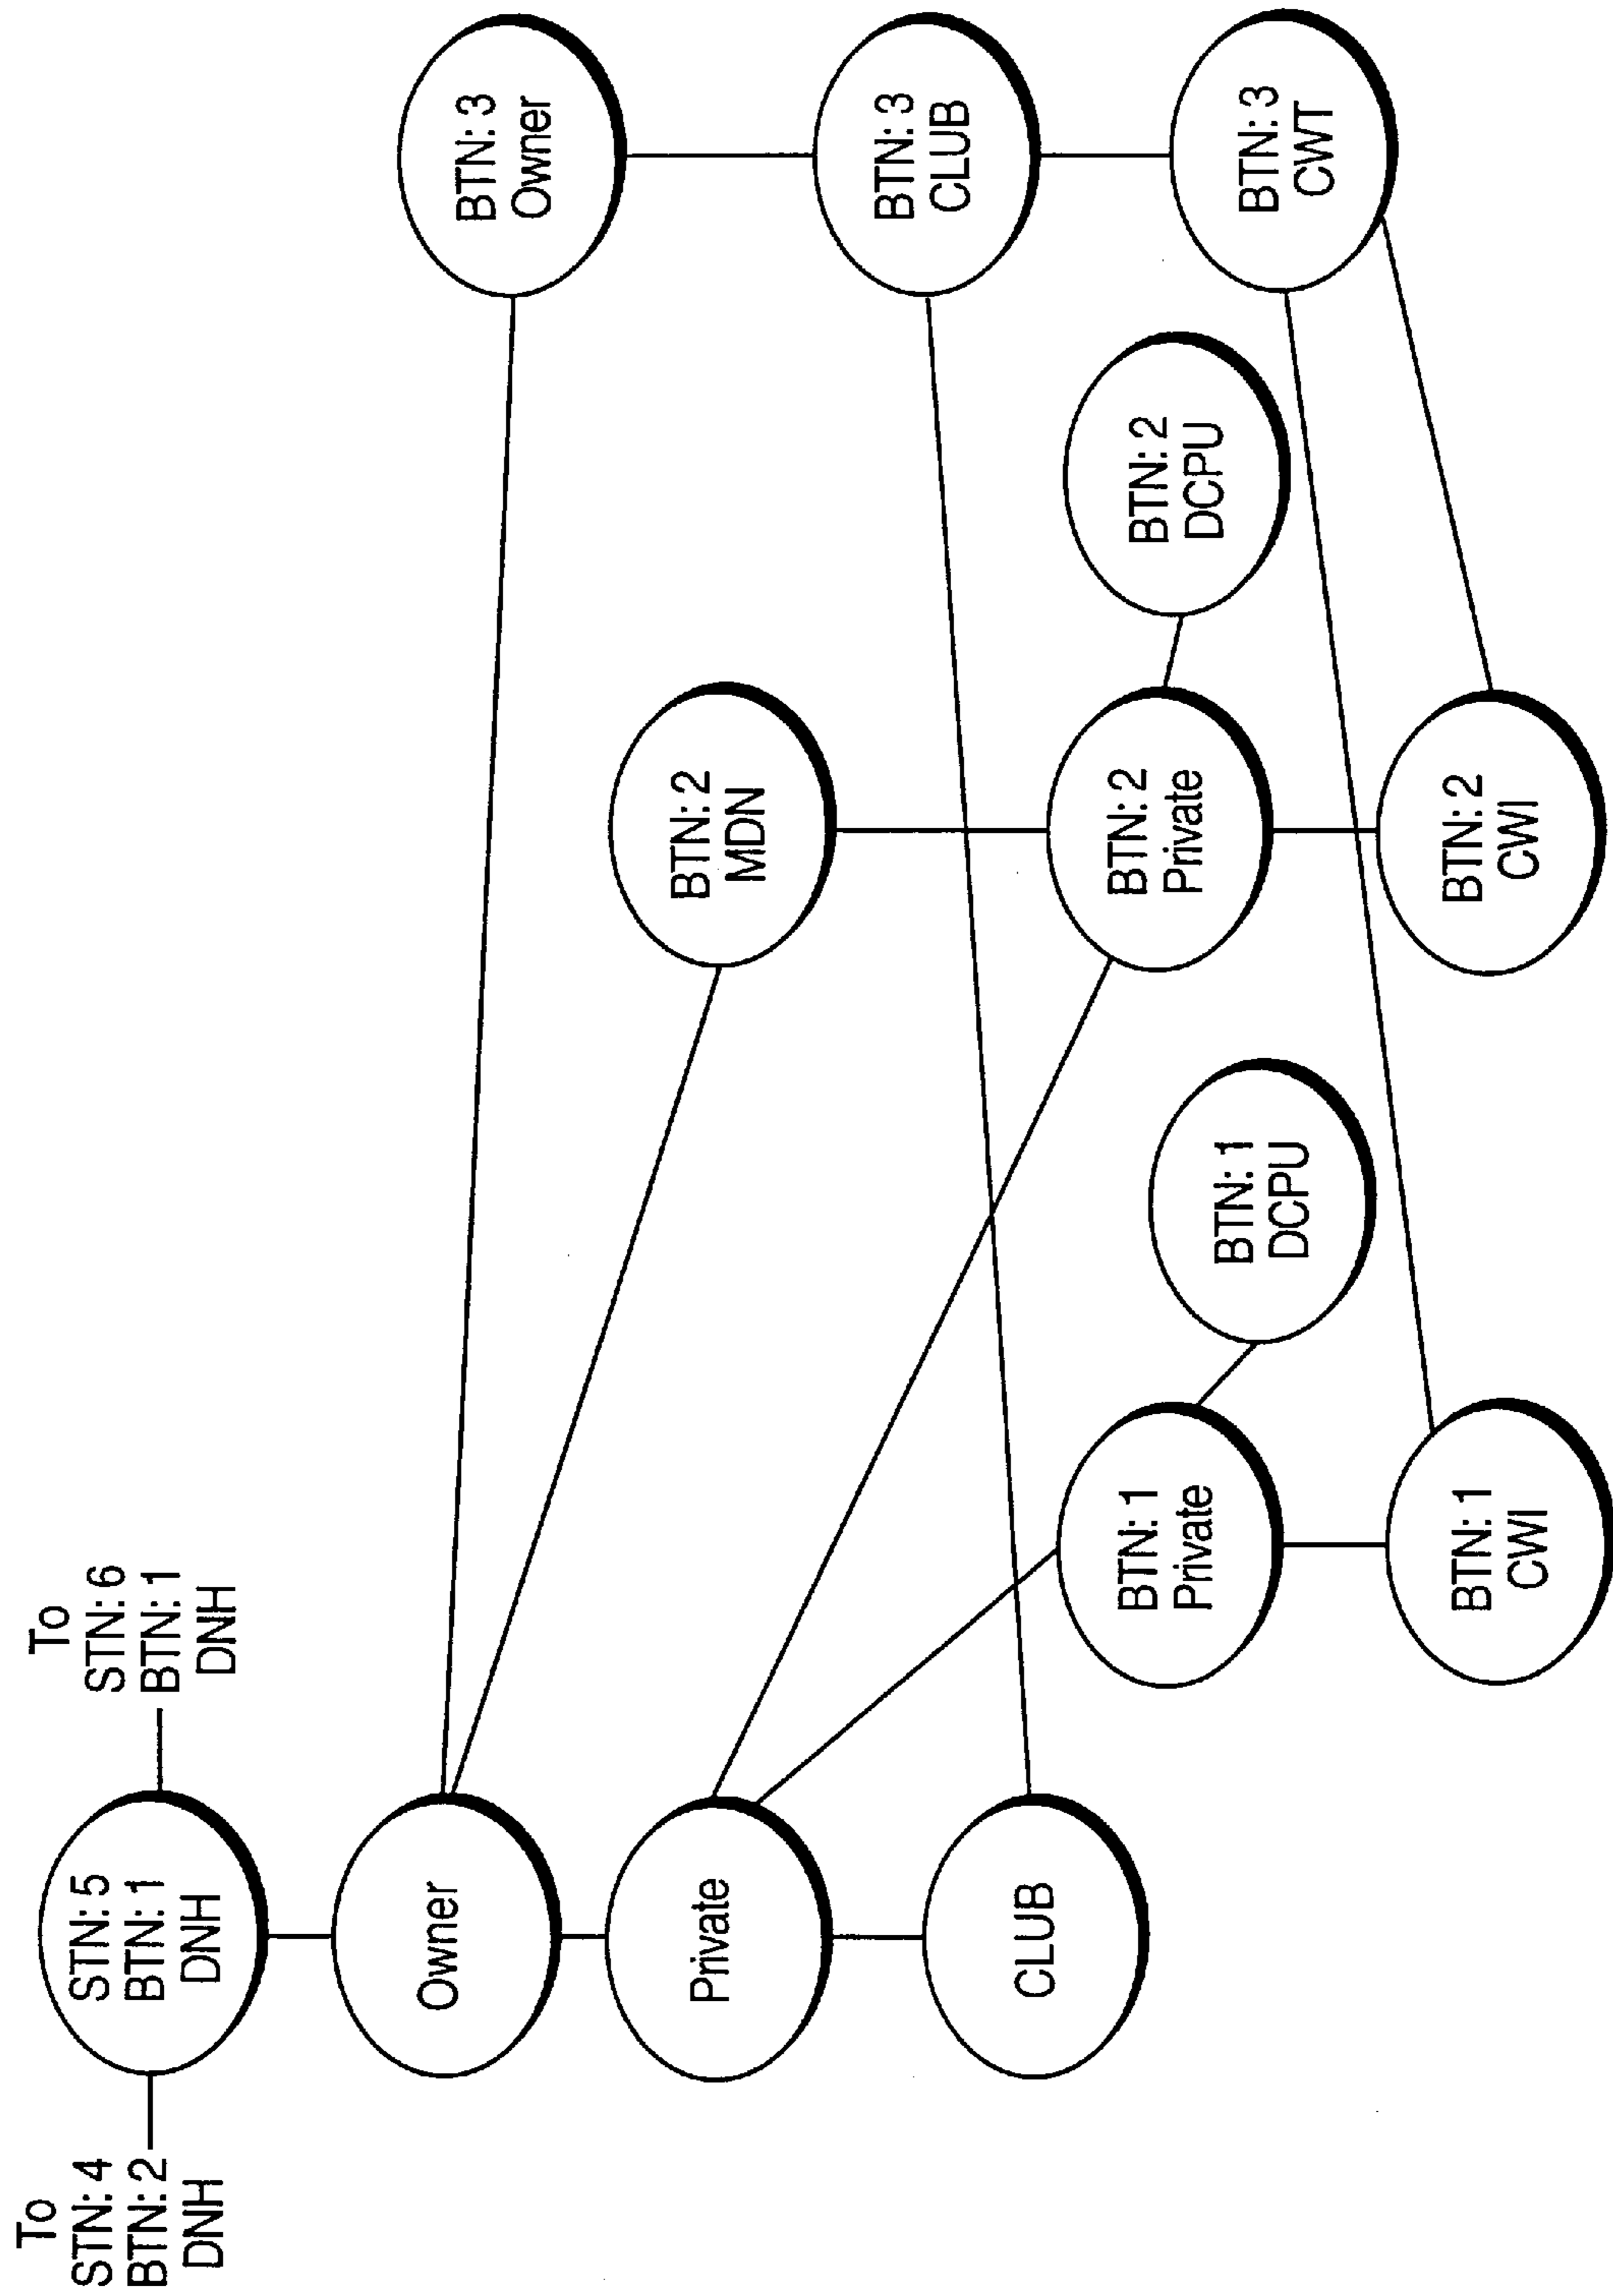 To
STN: 4
BTN: 2
DNH
STN: 5
BTN: 1
DNH
To
STN: 6
BTN: 1
DNH
Owner
BTN: 3
Owner
Private
BTN: 2
MDN
CLUB
BTN: 3
CLUB
BTN: 1
Private
BTN: 1
DCPU
BTN: 2
Private
BTN: 2
DCPU
BTN: 3
CWT
BTN: 1
CWI
BTN: 2
CWI